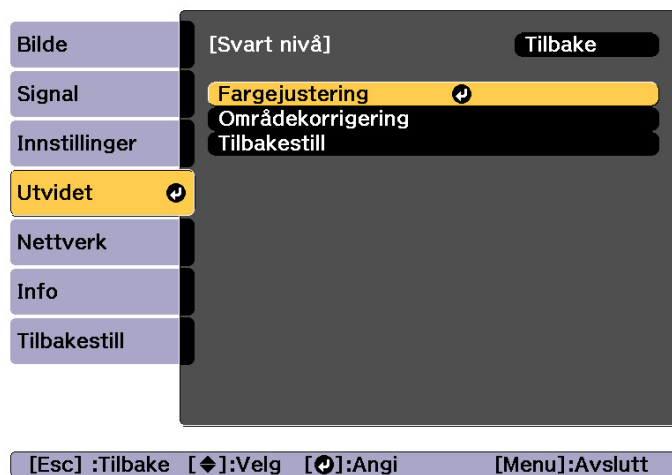 Bilde
Signal
Innstillinger
Utvidet
Nettverk
Info
Tilbakestill
[Svart nivå]
Tilbake
Fargejustering
Områdekorrigering
Tilbakestill
[Esc] :Tilbake [◆]:Velg [↵]:Angi [Menu]:Avslutt